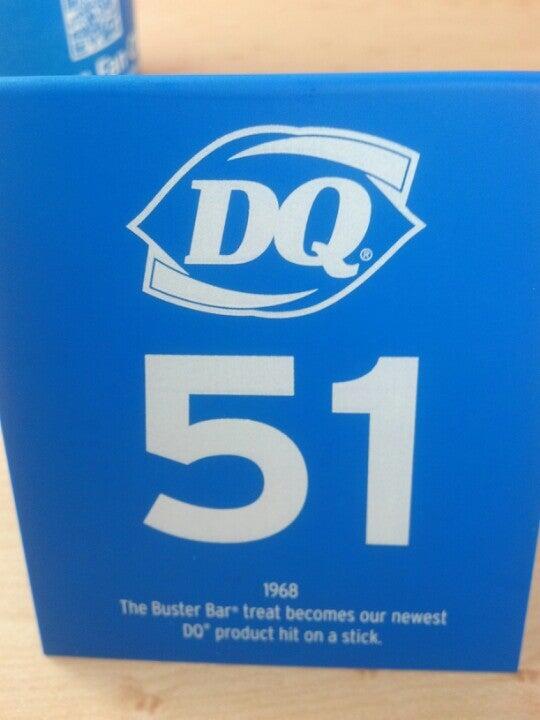 DQ®
51
1968
The Buster Bar® treat becomes our newest
DQ® product hit on a stick.